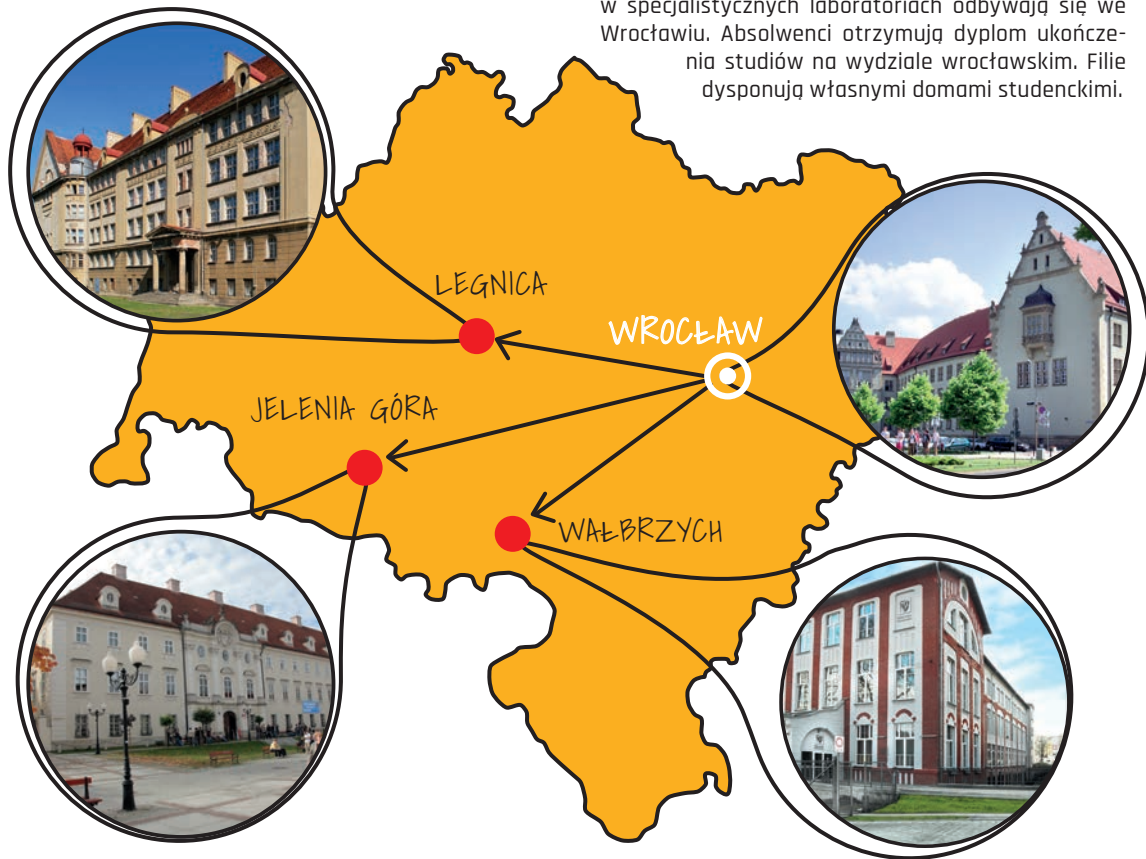 w specjalistycznych laboratoriach odbywają się we
Wrocławiu. Absolwenci otrzymują dyplom ukończe-
nia studiów na wydziale wrocławskim. Filie
dysponują własnymi domami studenckimi.
LEGNICA
WROCŁAW
JELENIA GÓRA
WAŁBRZYCH